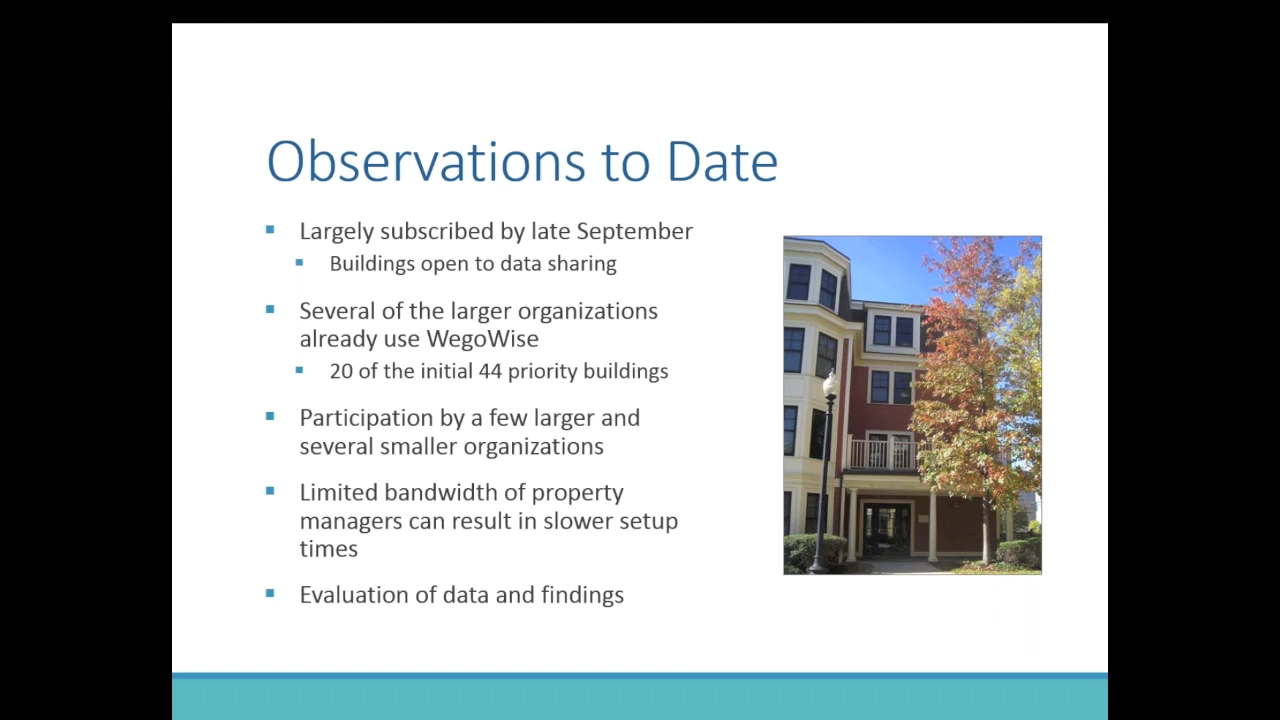 Observations to Date
Largely subscribed by late September
Buildings open to data sharing
Several of the larger organizations
already use WegoWise
20 of the initial 44 priority buildings
Participation by a few larger and
several smaller organizations
Limited bandwidth of property
managers can result in slower setup
times
Evaluation of data and findings